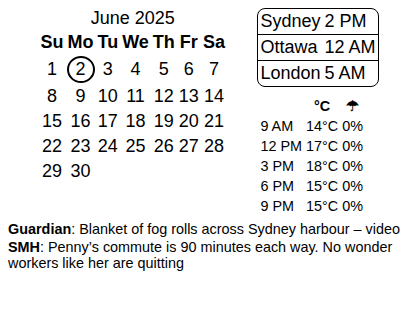 June 2025
Su Mo Tu We Th Fr Sa
1 2 3 4 5 6 7
8 9 10 11 12 13 14
15 16 17 18 19 20 21
22 23 24 25 26 27 28
29 30
Sydney 2 PM
Ottawa 12 AM
London 5 AM
°C ☂
9 AM 14°C 0%
12 PM 17°C 0%
3 PM 18°C 0%
6 PM 15°C 0%
9 PM 15°C 0%
Guardian: Blanket of fog rolls across Sydney harbour – video
SMH: Penny’s commute is 90 minutes each way. No wonder
workers like her are quitting